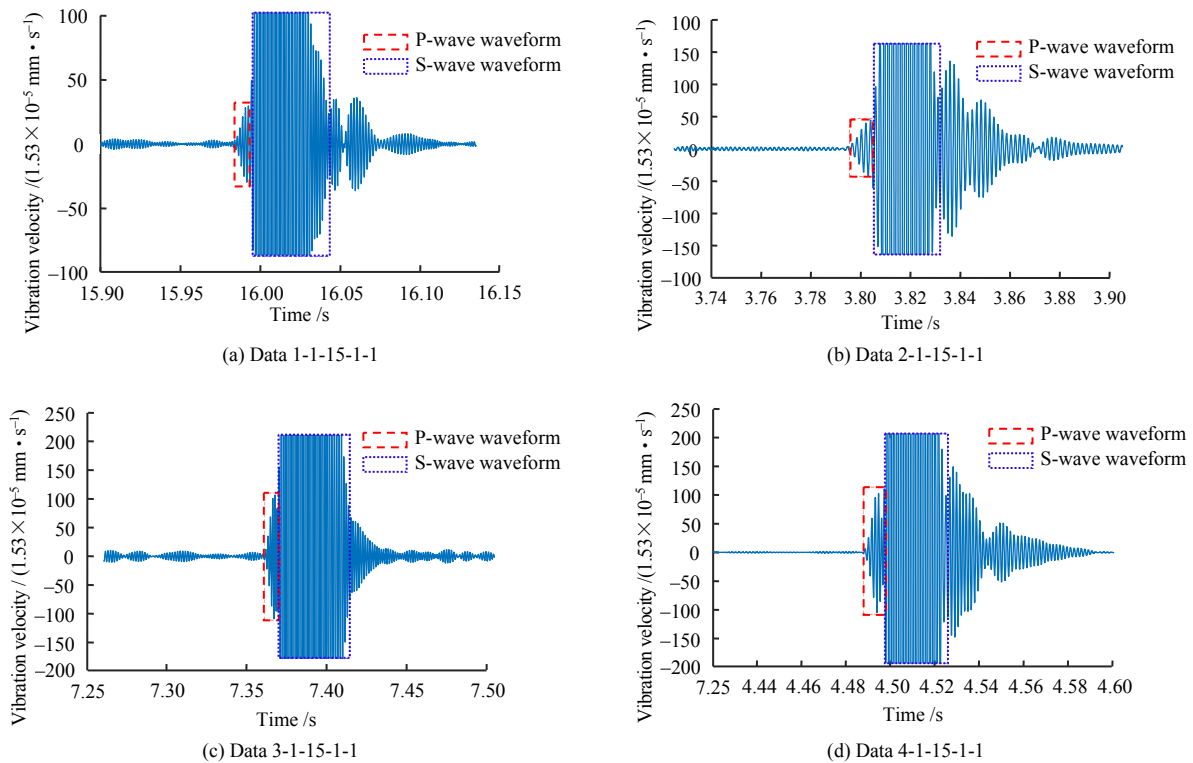 Vibration velocity /(1.53×10⁻⁵ mm·s⁻¹)
100
50
0
−50
−100
P-wave waveform
S-wave waveform
15.90 15.95 16.00 16.05 16.10 16.15
Time /s
(a) Data 1-1-15-1-1
Vibration velocity /(1.53×10⁻⁵ mm·s⁻¹)
200
150
100
50
0
−50
−100
−150
−100
P-wave waveform
S-wave waveform
3.74 3.76 3.78 3.80 3.82 3.84 3.86 3.88 3.90
Time /s
(b) Data 2-1-15-1-1
Vibration velocity / (1.53×10⁻⁵ mm·s⁻¹)
250
200
150
100
50
0
−50
−100
−150
−200
P-wave waveform
S-wave waveform
7.25 7.30 7.35 7.40 7.45 7.50
Time /s
(c) Data 3-1-15-1-1
Vibration velocity /(1.53×10⁻⁵ mm·s⁻¹)
250
200
150
100
50
0
−50
−100
−150
−200
P-wave waveform
S-wave waveform
7.25 4.44 4.46 4.48 4.50 4.52 4.54 4.56 4.58 4.60
Time /s
(d) Data 4-1-15-1-1